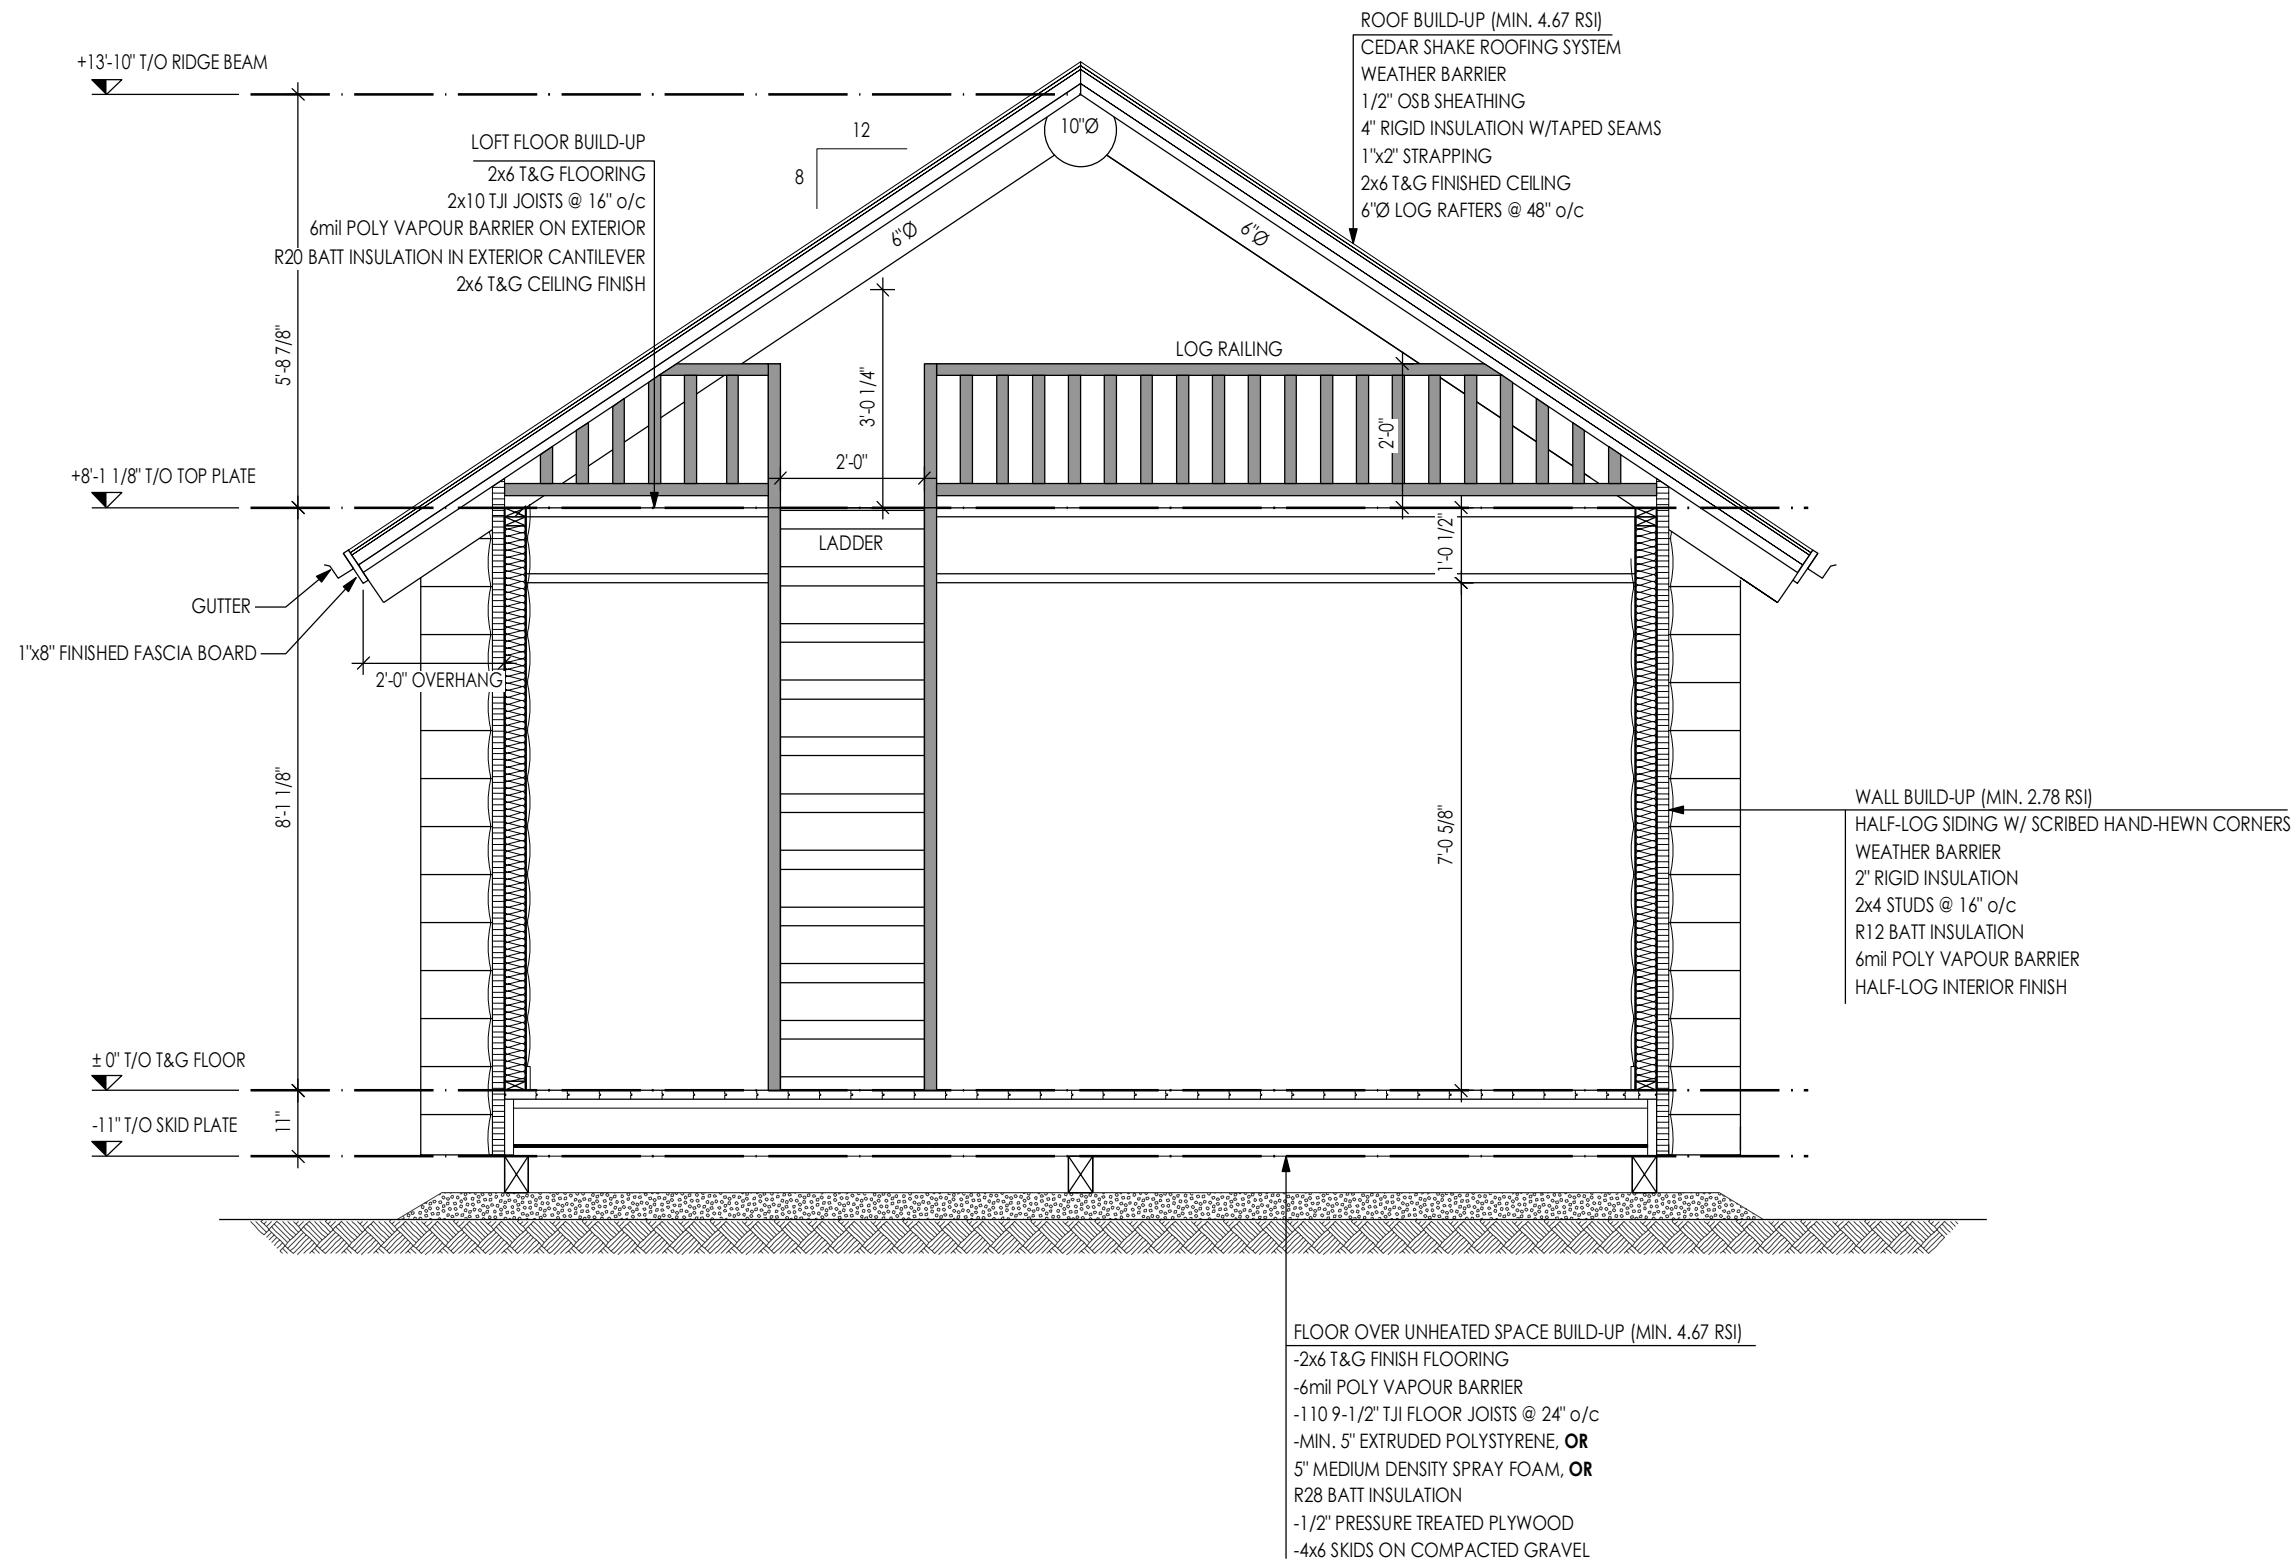 ROOF BUILD-UP (MIN. 4.67 RSI)
CEDAR SHAKE ROOFING SYSTEM
WEATHER BARRIER
1/2" OSB SHEATHING
4" RIGID INSULATION W/TAPED SEAMS
1"x2" STRAPPING
2x6 T&G FINISHED CEILING
6"Ø LOG RAFTERS @ 48" o/c
+13'-10" T/O RIDGE BEAM
10"Ø
12
8
LOFT FLOOR BUILD-UP
2x6 T&G FLOORING
2x10 TJI JOISTS @ 16" o/c
6mil POLY VAPOUR BARRIER ON EXTERIOR
R20 BATT INSULATION IN EXTERIOR CANTILEVER
2x6 T&G CEILING FINISH
6"Ø
6"Ø
5'-8 7/8"
LOG RAILING
3'-0 1/4"
2'-0"
2'-0"
+8'-1 1/8" T/O TOP PLATE
LADDER
1'-0 1/2"
GUTTER
1"x8" FINISHED FASCIA BOARD
2'-0" OVERHANG
8'-1 1/8"
7'-0 5/8"
WALL BUILD-UP (MIN. 2.78 RSI)
HALF-LOG SIDING W/ SCRIBED HAND-HEWN CORNERS
WEATHER BARRIER
2" RIGID INSULATION
2x4 STUDS @ 16" o/c
R12 BATT INSULATION
6mil POLY VAPOUR BARRIER
HALF-LOG INTERIOR FINISH
± 0" T/O T&G FLOOR
11"
-11" T/O SKID PLATE
FLOOR OVER UNHEATED SPACE BUILD-UP (MIN. 4.67 RSI)
-2x6 T&G FINISH FLOORING
-6mil POLY VAPOUR BARRIER
-110 9-1/2" TJI FLOOR JOISTS @ 24" o/c
-MIN. 5" EXTRUDED POLYSTYRENE, OR
5" MEDIUM DENSITY SPRAY FOAM, OR
R28 BATT INSULATION
-1/2" PRESSURE TREATED PLYWOOD
-4x6 SKIDS ON COMPACTED GRAVEL